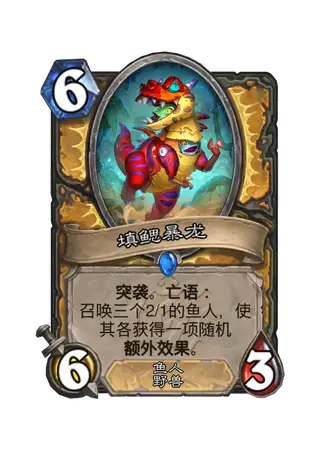 6
填鳃暴龙
突袭。亡语：
召唤三个2/1的鱼人，使
其各获得一项随机
额外效果。
6
鱼人
野兽
3